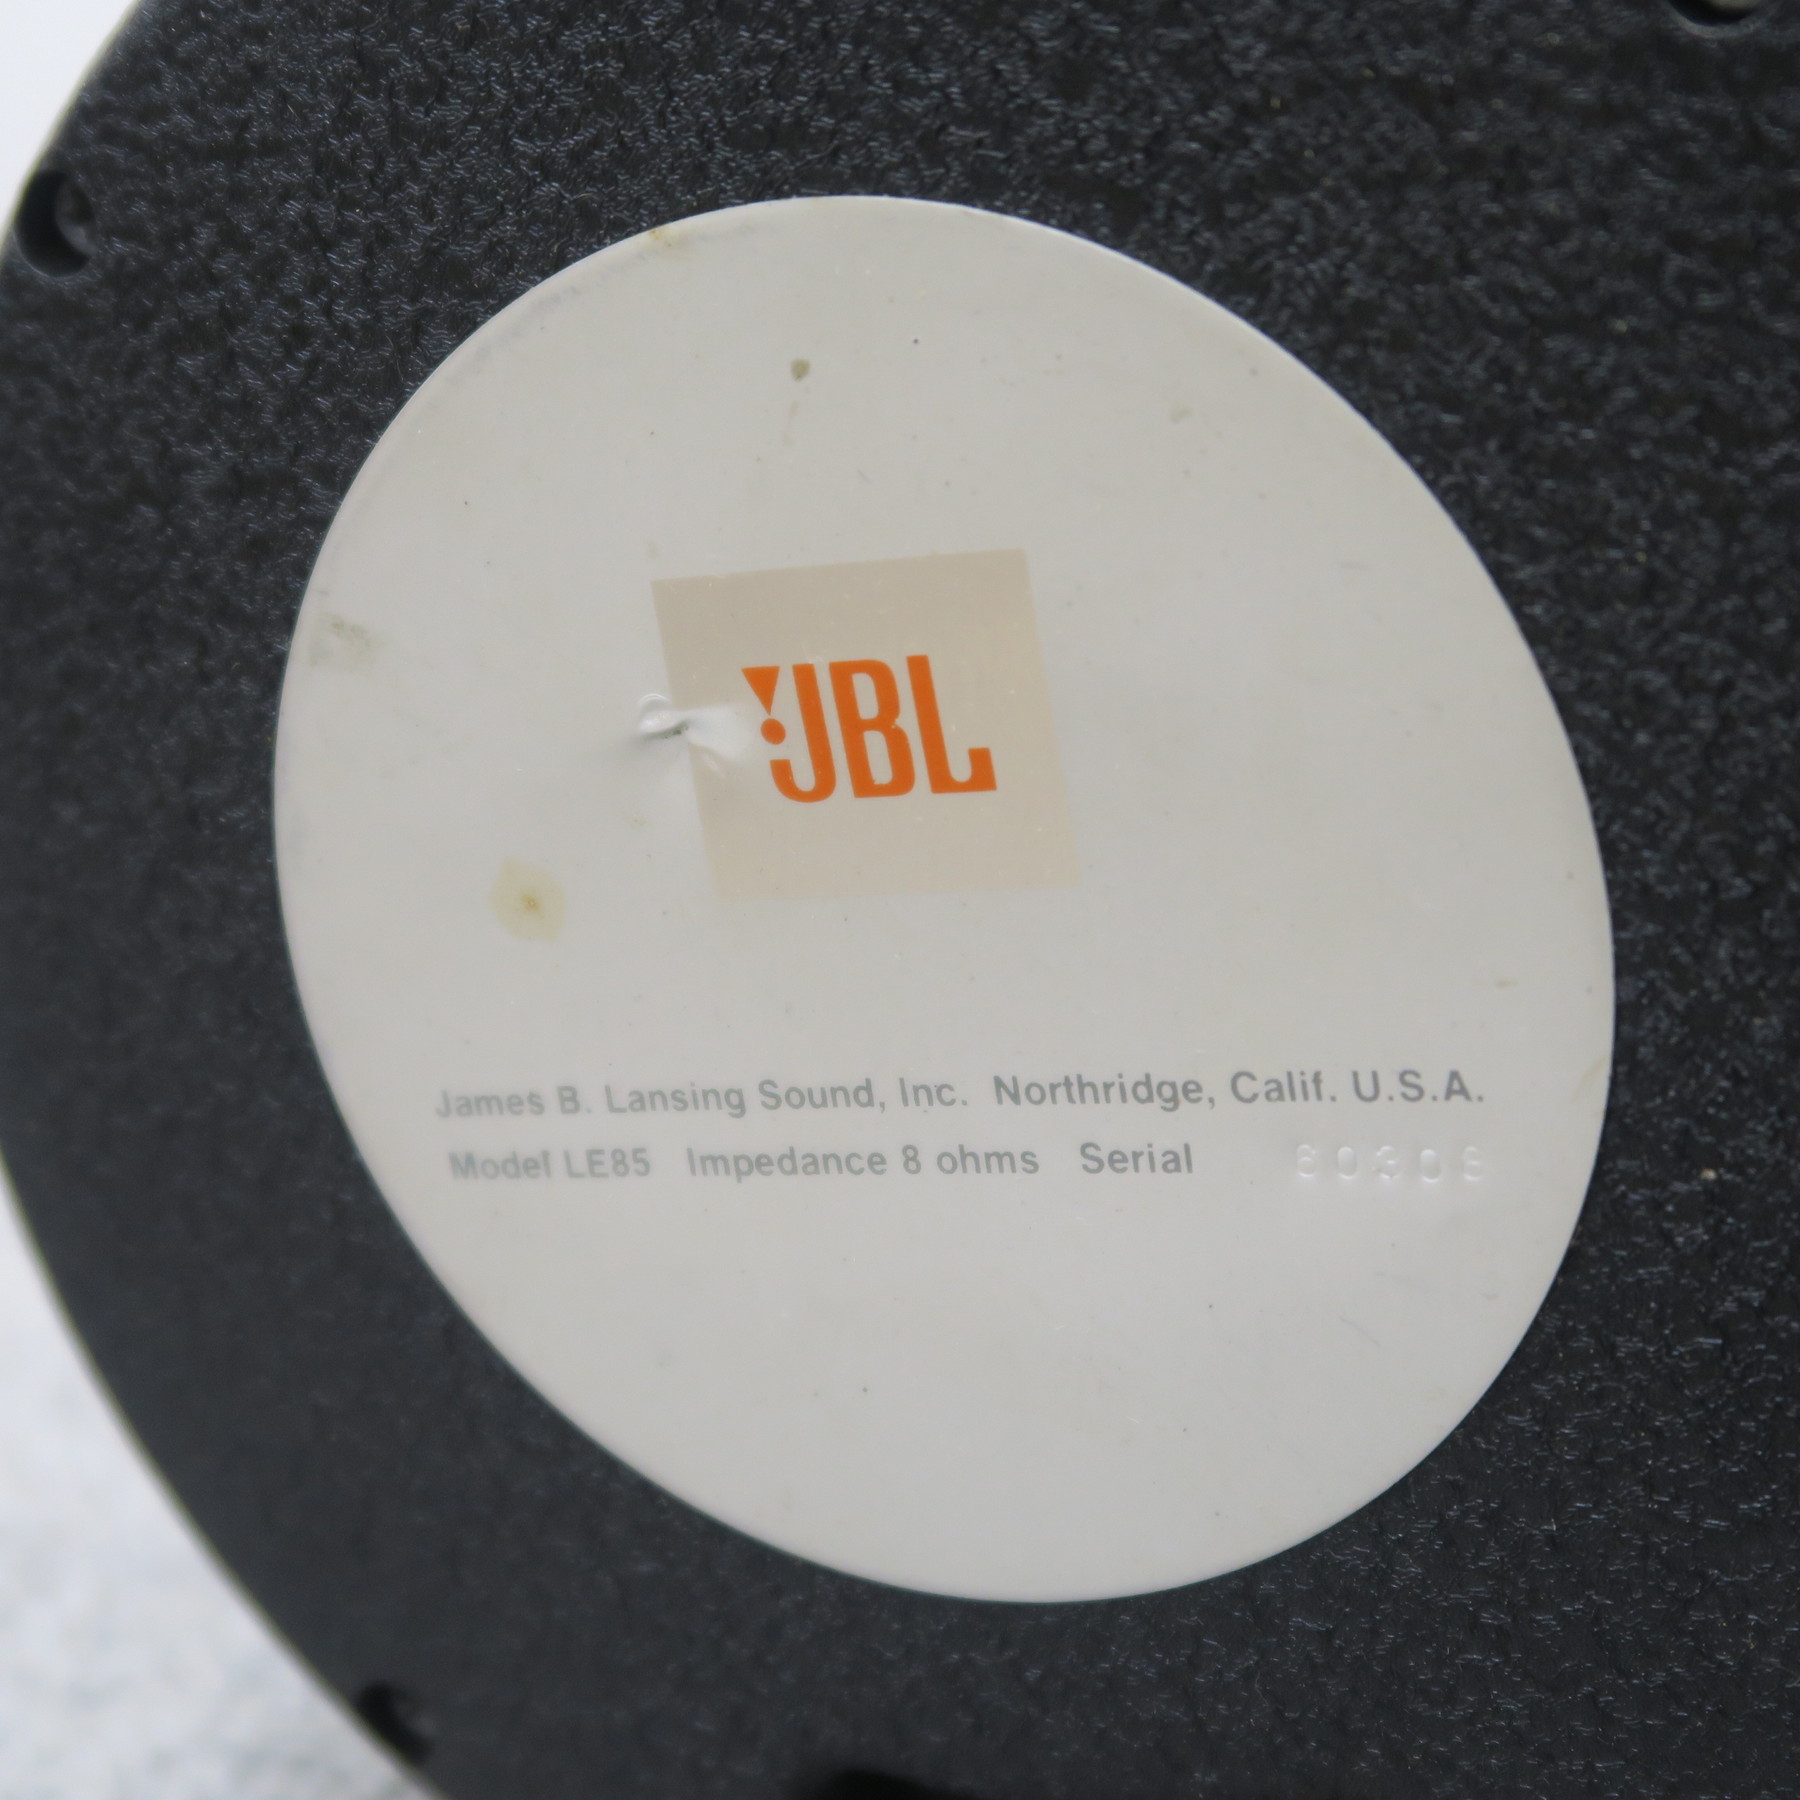 JBL
James B. Lansing Sound, Inc. Northridge, Calif. U.S.A.
Model LE85 Impedance 8 ohms Serial